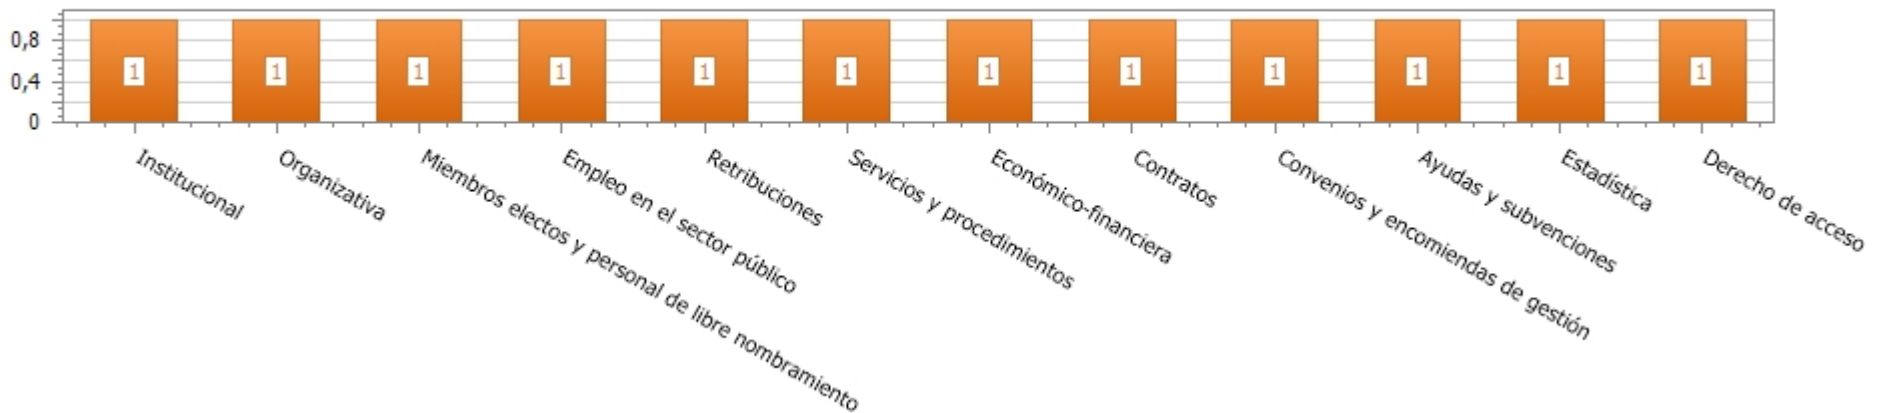 0,8
0,4
0
1
1
1
1
1
1
1
1
1
1
1
1
Institucional
Organizativa
Miembros electos y personal de libre nombramiento
Empleo en el sector público
Retribuciones
Servicios y procedimientos
Económico-financiera
Contratos
Convenios y encomiendas de gestión
Ayudas y subvenciones
Estadística
Derecho de acceso